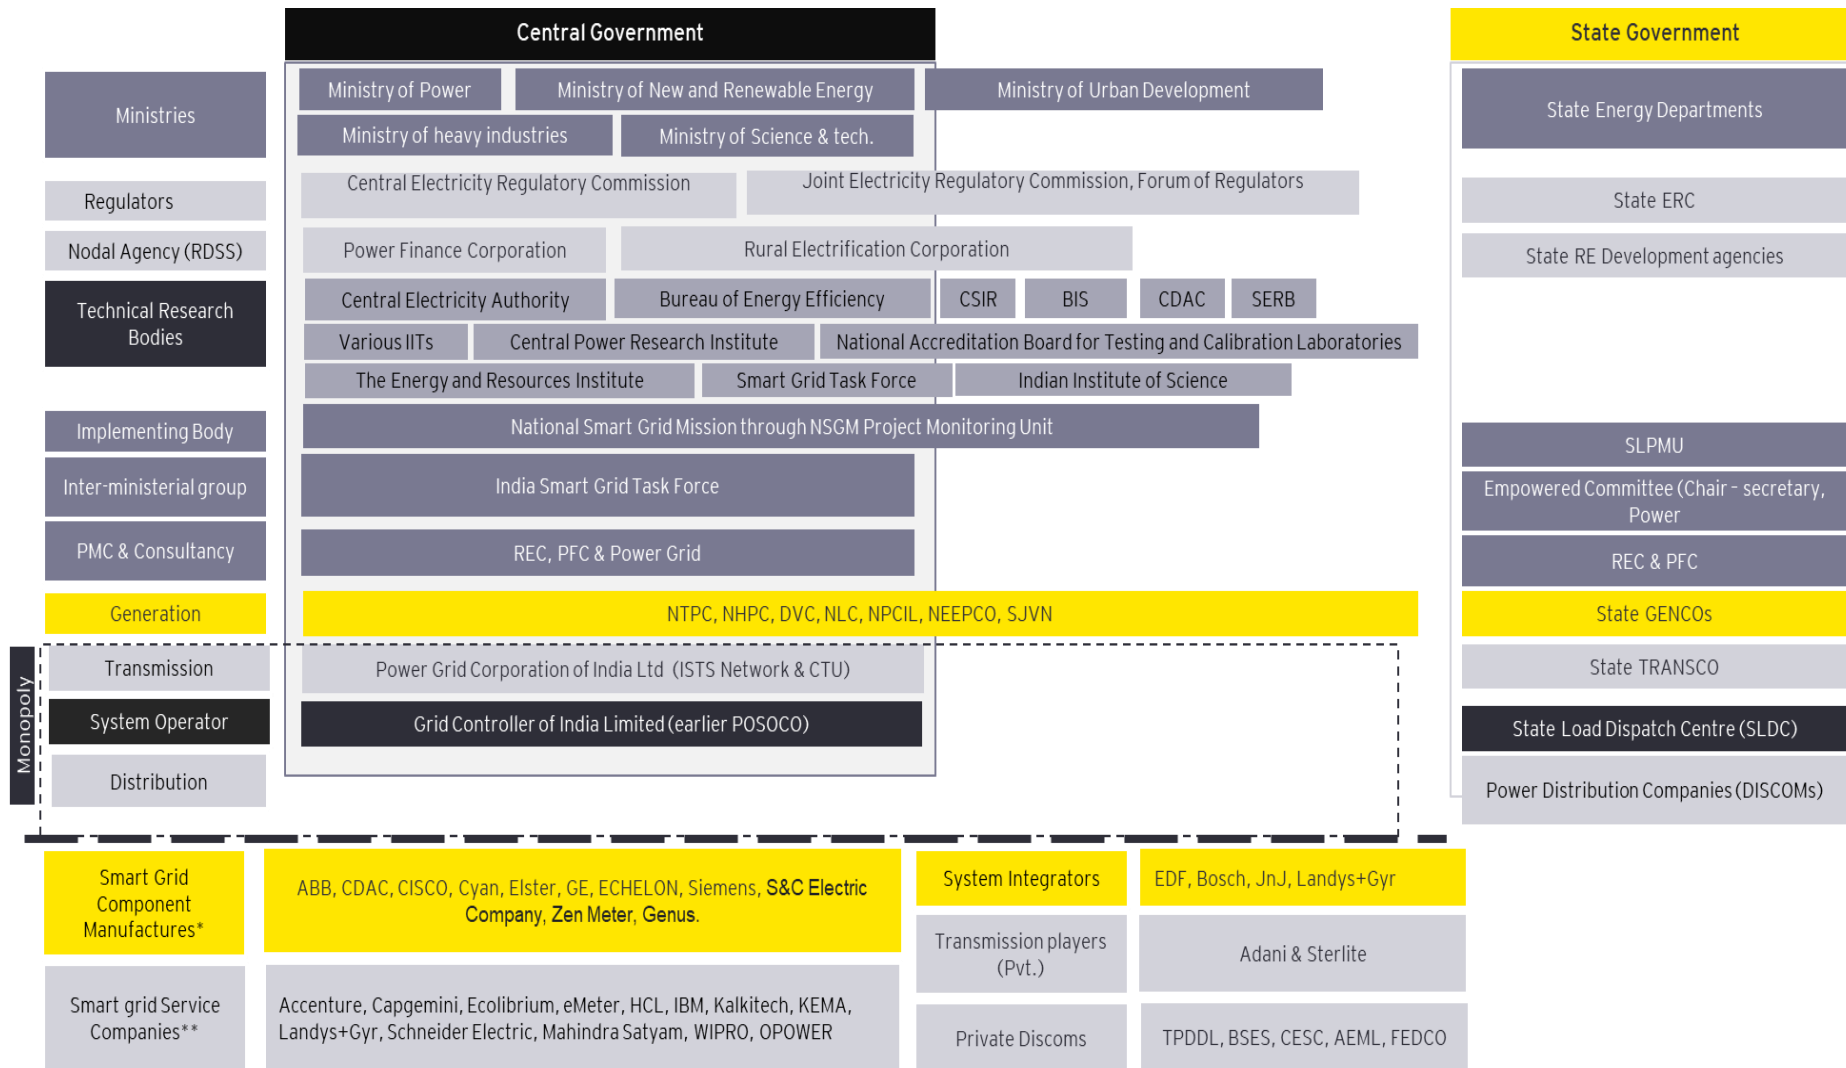 Central Government
State Government
Ministries
Ministry of Power
Ministry of New and Renewable Energy
Ministry of Urban Development
State Energy Departments
Ministry of heavy industries
Ministry of Science & tech.
Regulators
Central Electricity Regulatory Commission
Joint Electricity Regulatory Commission, Forum of Regulators
State ERC
Nodal Agency (RDSS)
Power Finance Corporation
Rural Electrification Corporation
State RE Development agencies
Technical Research
Bodies
Central Electricity Authority
Bureau of Energy Efficiency
CSIR
BIS
CDAC
SERB
Various IITs
Central Power Research Institute
National Accreditation Board for Testing and Calibration Laboratories
The Energy and Resources Institute
Smart Grid Task Force
Indian Institute of Science
Implementing Body
National Smart Grid Mission through NSGM Project Monitoring Unit
SLPMU
Inter-ministerial group
India Smart Grid Task Force
Empowered Committee (Chair - secretary,
Power
PMC & Consultancy
REC, PFC & Power Grid
REC & PFC
Generation
NTPC, NHPC, DVC, NLC, NPCIL, NEEPCO, SJVN
State GENCOs
Monopoly
Transmission
Power Grid Corporation of India Ltd (ISTS Network & CTU)
State TRANSCO
System Operator
Grid Controller of India Limited (earlier POSOCO)
State Load Dispatch Centre (SLDC)
Distribution
Power Distribution Companies (DISCOMs)
Smart Grid
Component
Manufactures*
ABB, CDAC, CISCO, Cyan, Elster, GE, ECHELON, Siemens, S&C Electric
Company, Zen Meter, Genus.
System Integrators
EDF, Bosch, JnJ, Landys+Gyr
Transmission players
(Pvt.)
Adani & Sterlite
Smart grid Service
Companies**
Accenture, Capgemini, Ecolibrium, eMeter, HCL, IBM, Kalkitech, KEMA,
Landys+Gyr, Schneider Electric, Mahindra Satyam, WIPRO, OPOWER
Private Discoms
TPDDL, BSES, CESC, AEML, FEDCO